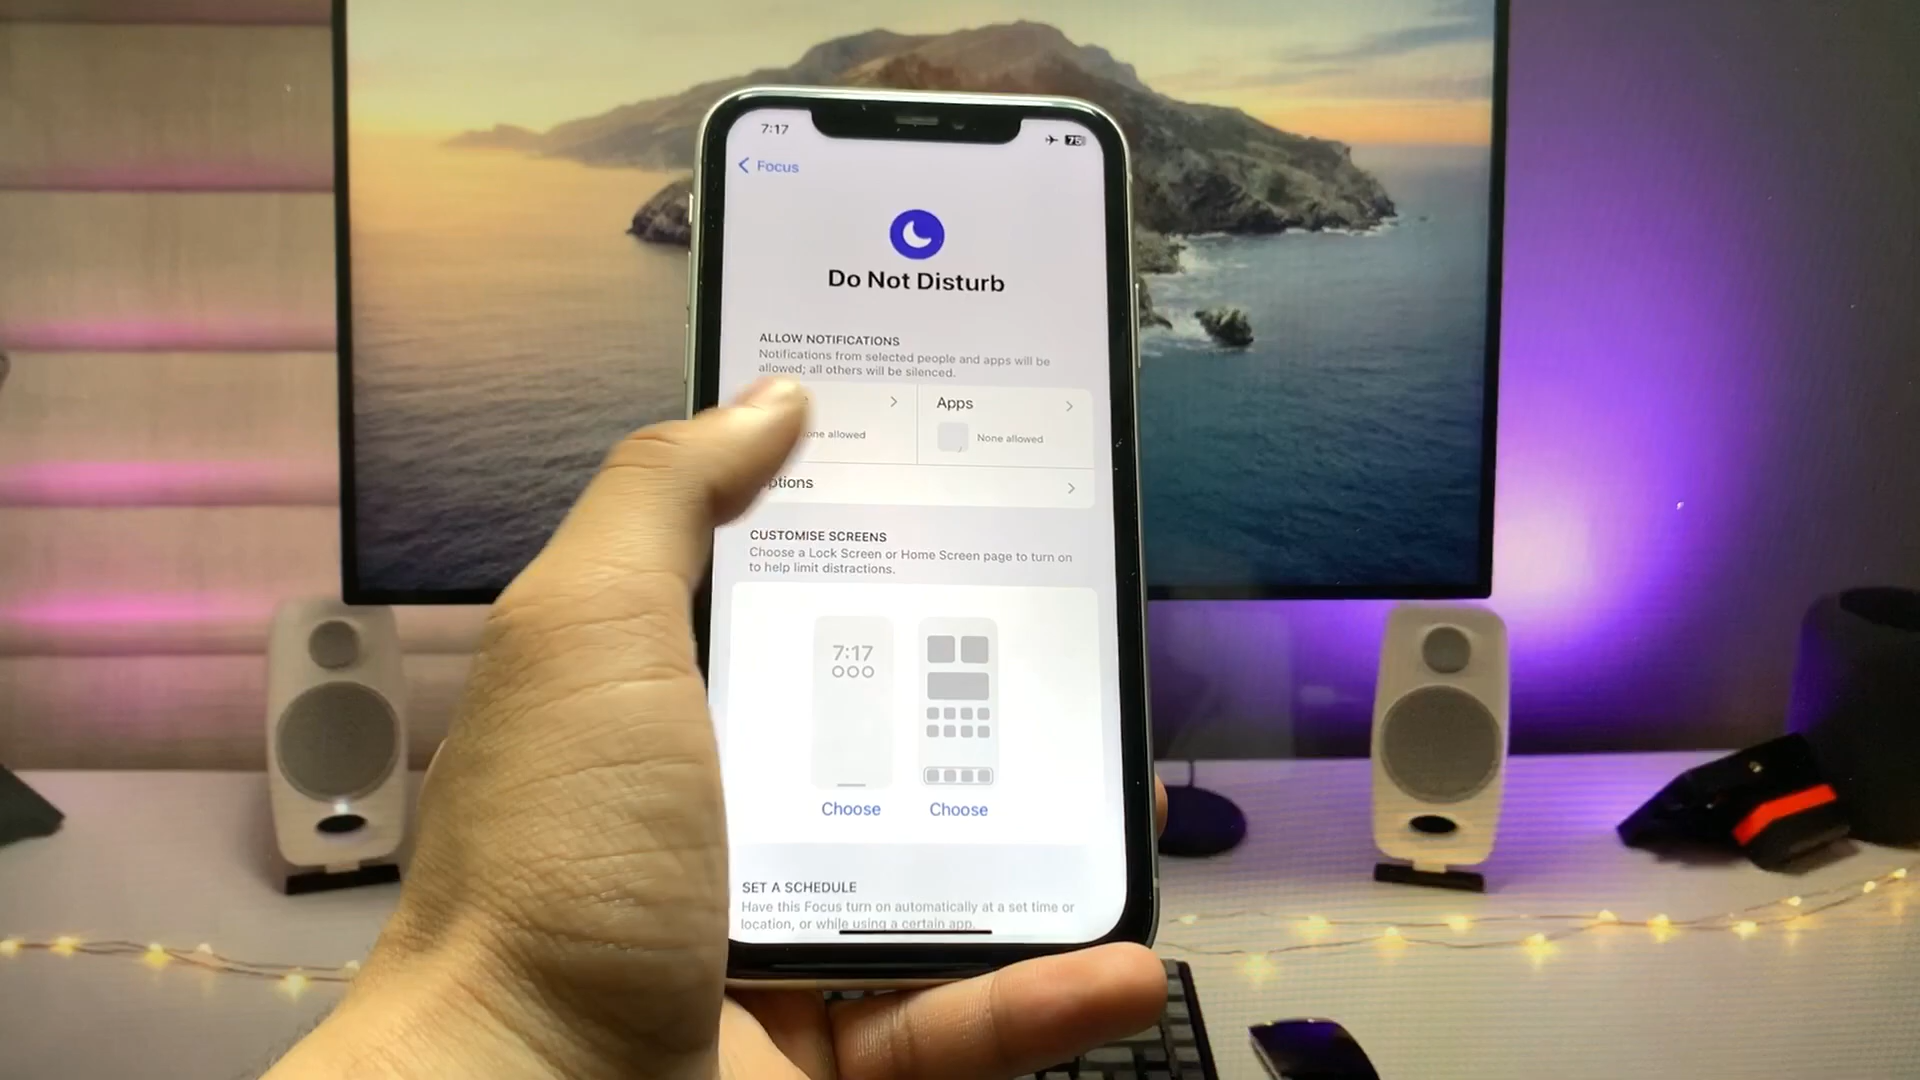 7:17
75
Focus
Do Not Disturb
ALLOW NOTIFICATIONS
Notifications from selected people and apps will be
allowed; all others will be silenced.
Apps
None allowed
allowed
CUSTOMISE SCREENS
Choose a Lock Screen or Home Screen page to turn on
to help limit distractions.
7:17
Choose
Choose
SET A SCHEDULE
Have this Focus turn on automatically at a set time or
location, or while using a certain app.